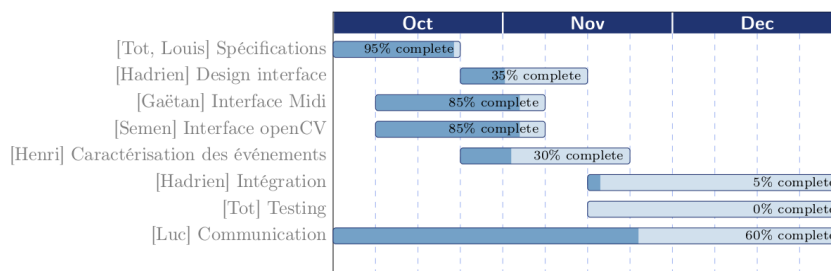 Oct Nov Dec
[Tot, Louis] Spécifications 95% complete
[Hadrien] Design interface 35% complete
[Gaëtan] Interface Midi 85% complete
[Semen] Interface openCV 85% complete
[Henri] Caractérisation des événements 30% complete
[Hadrien] Intégration 5% complete
[Tot] Testing 0% complete
[Luc] Communication 60% complete